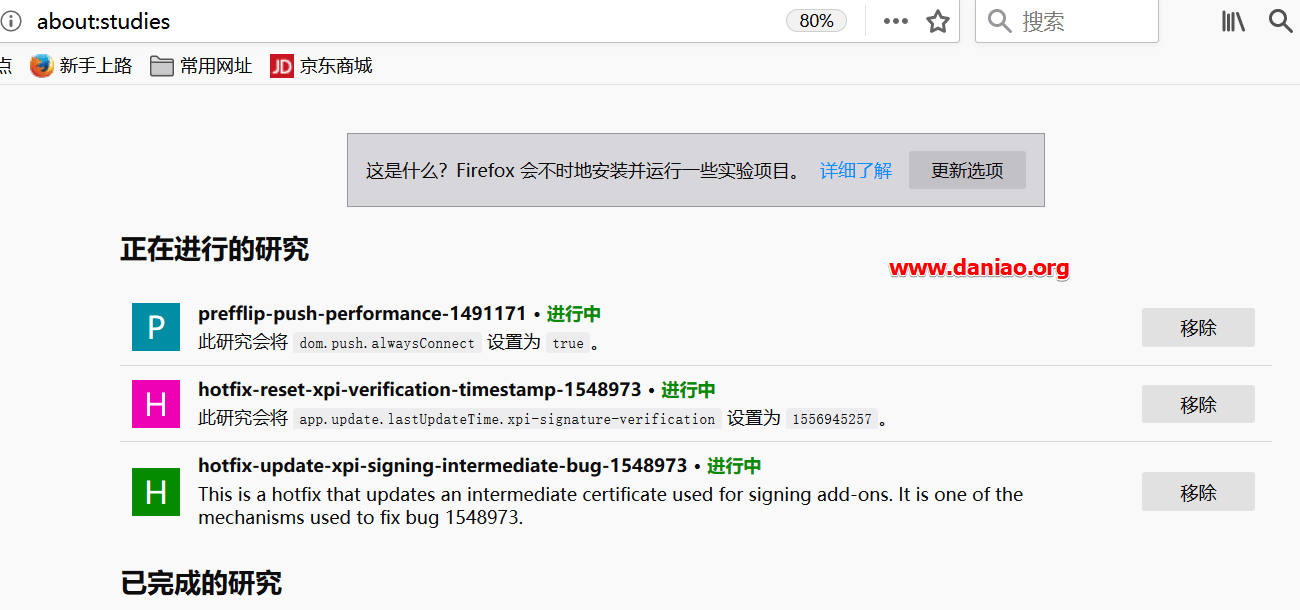 about:studies
80%
搜索
点
新手上路
常用网址
JD
京东商城
这是什么？Firefox 会不时地安装并运行一些实验项目。 详细了解 更新选项
正在进行的研究
www.daniao.org
P
prefflip-push-performance-1491171 • 进行中
此研究会将 dom.push.alwaysConnect 设置为 true 。
移除
H
hotfix-reset-xpi-verification-timestamp-1548973 • 进行中
此研究会将 app.update.lastUpdateTime.xpi-signature-verification 设置为 1556945257 。
移除
H
hotfix-update-xpi-signing-intermediate-bug-1548973 • 进行中
This is a hotfix that updates an intermediate certificate used for signing add-ons. It is one of the
mechanisms used to fix bug 1548973.
移除
已完成的研究